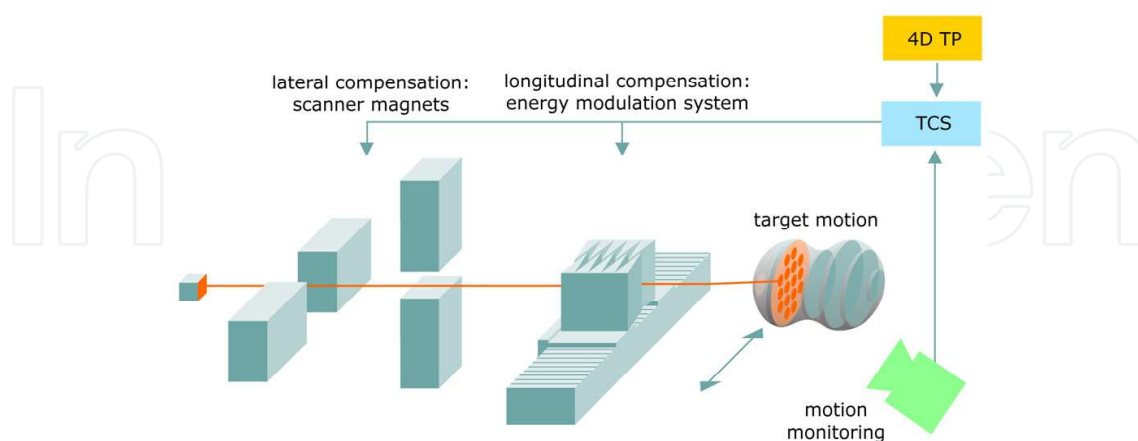 4D TP
lateral compensation:
scanner magnets
longitudinal compensation:
energy modulation system
TCS
target motion
motion
monitoring